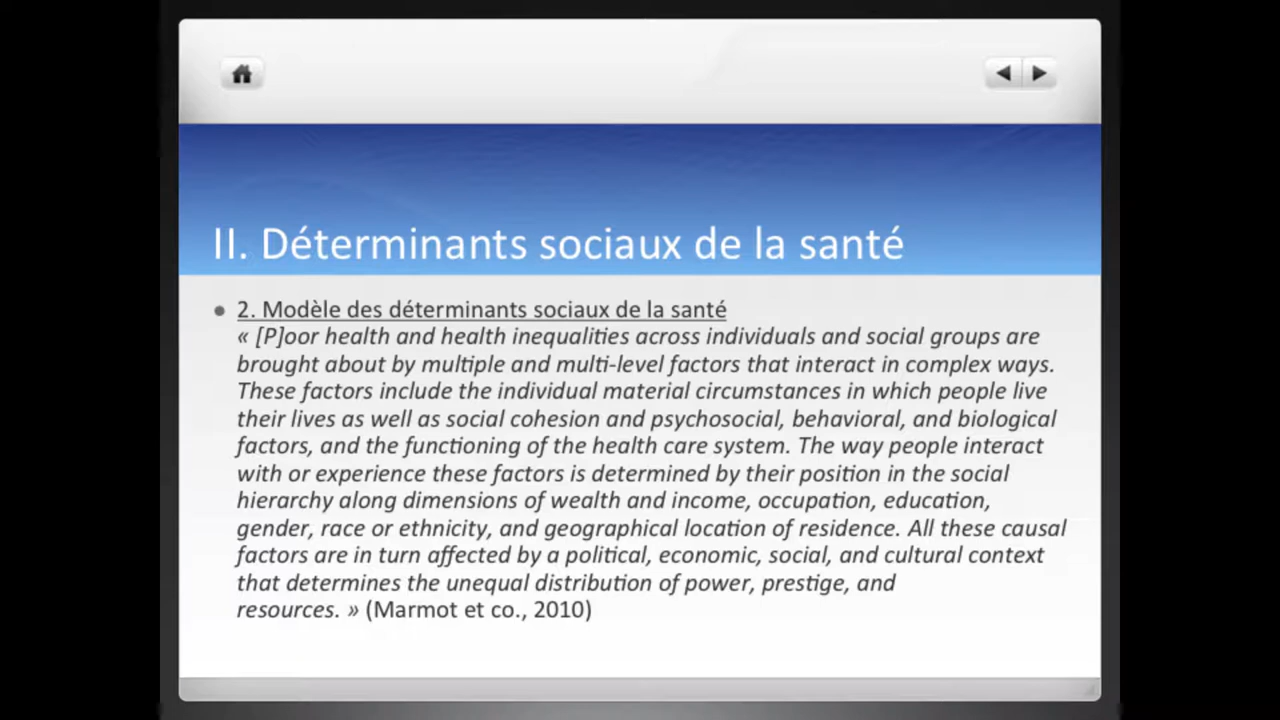 II. Déterminants sociaux de la santé
2. Modèle des déterminants sociaux de la santé
« [P]oor health and health inequalities across individuals and social groups are
brought about by multiple and multi-level factors that interact in complex ways.
These factors include the individual material circumstances in which people live
their lives as well as social cohesion and psychosocial, behavioral, and biological
factors, and the functioning of the health care system. The way people interact
with or experience these factors is determined by their position in the social
hierarchy along dimensions of wealth and income, occupation, education,
gender, race or ethnicity, and geographical location of residence. All these causal
factors are in turn affected by a political, economic, social, and cultural context
that determines the unequal distribution of power, prestige, and
resources. » (Marmot et co., 2010)